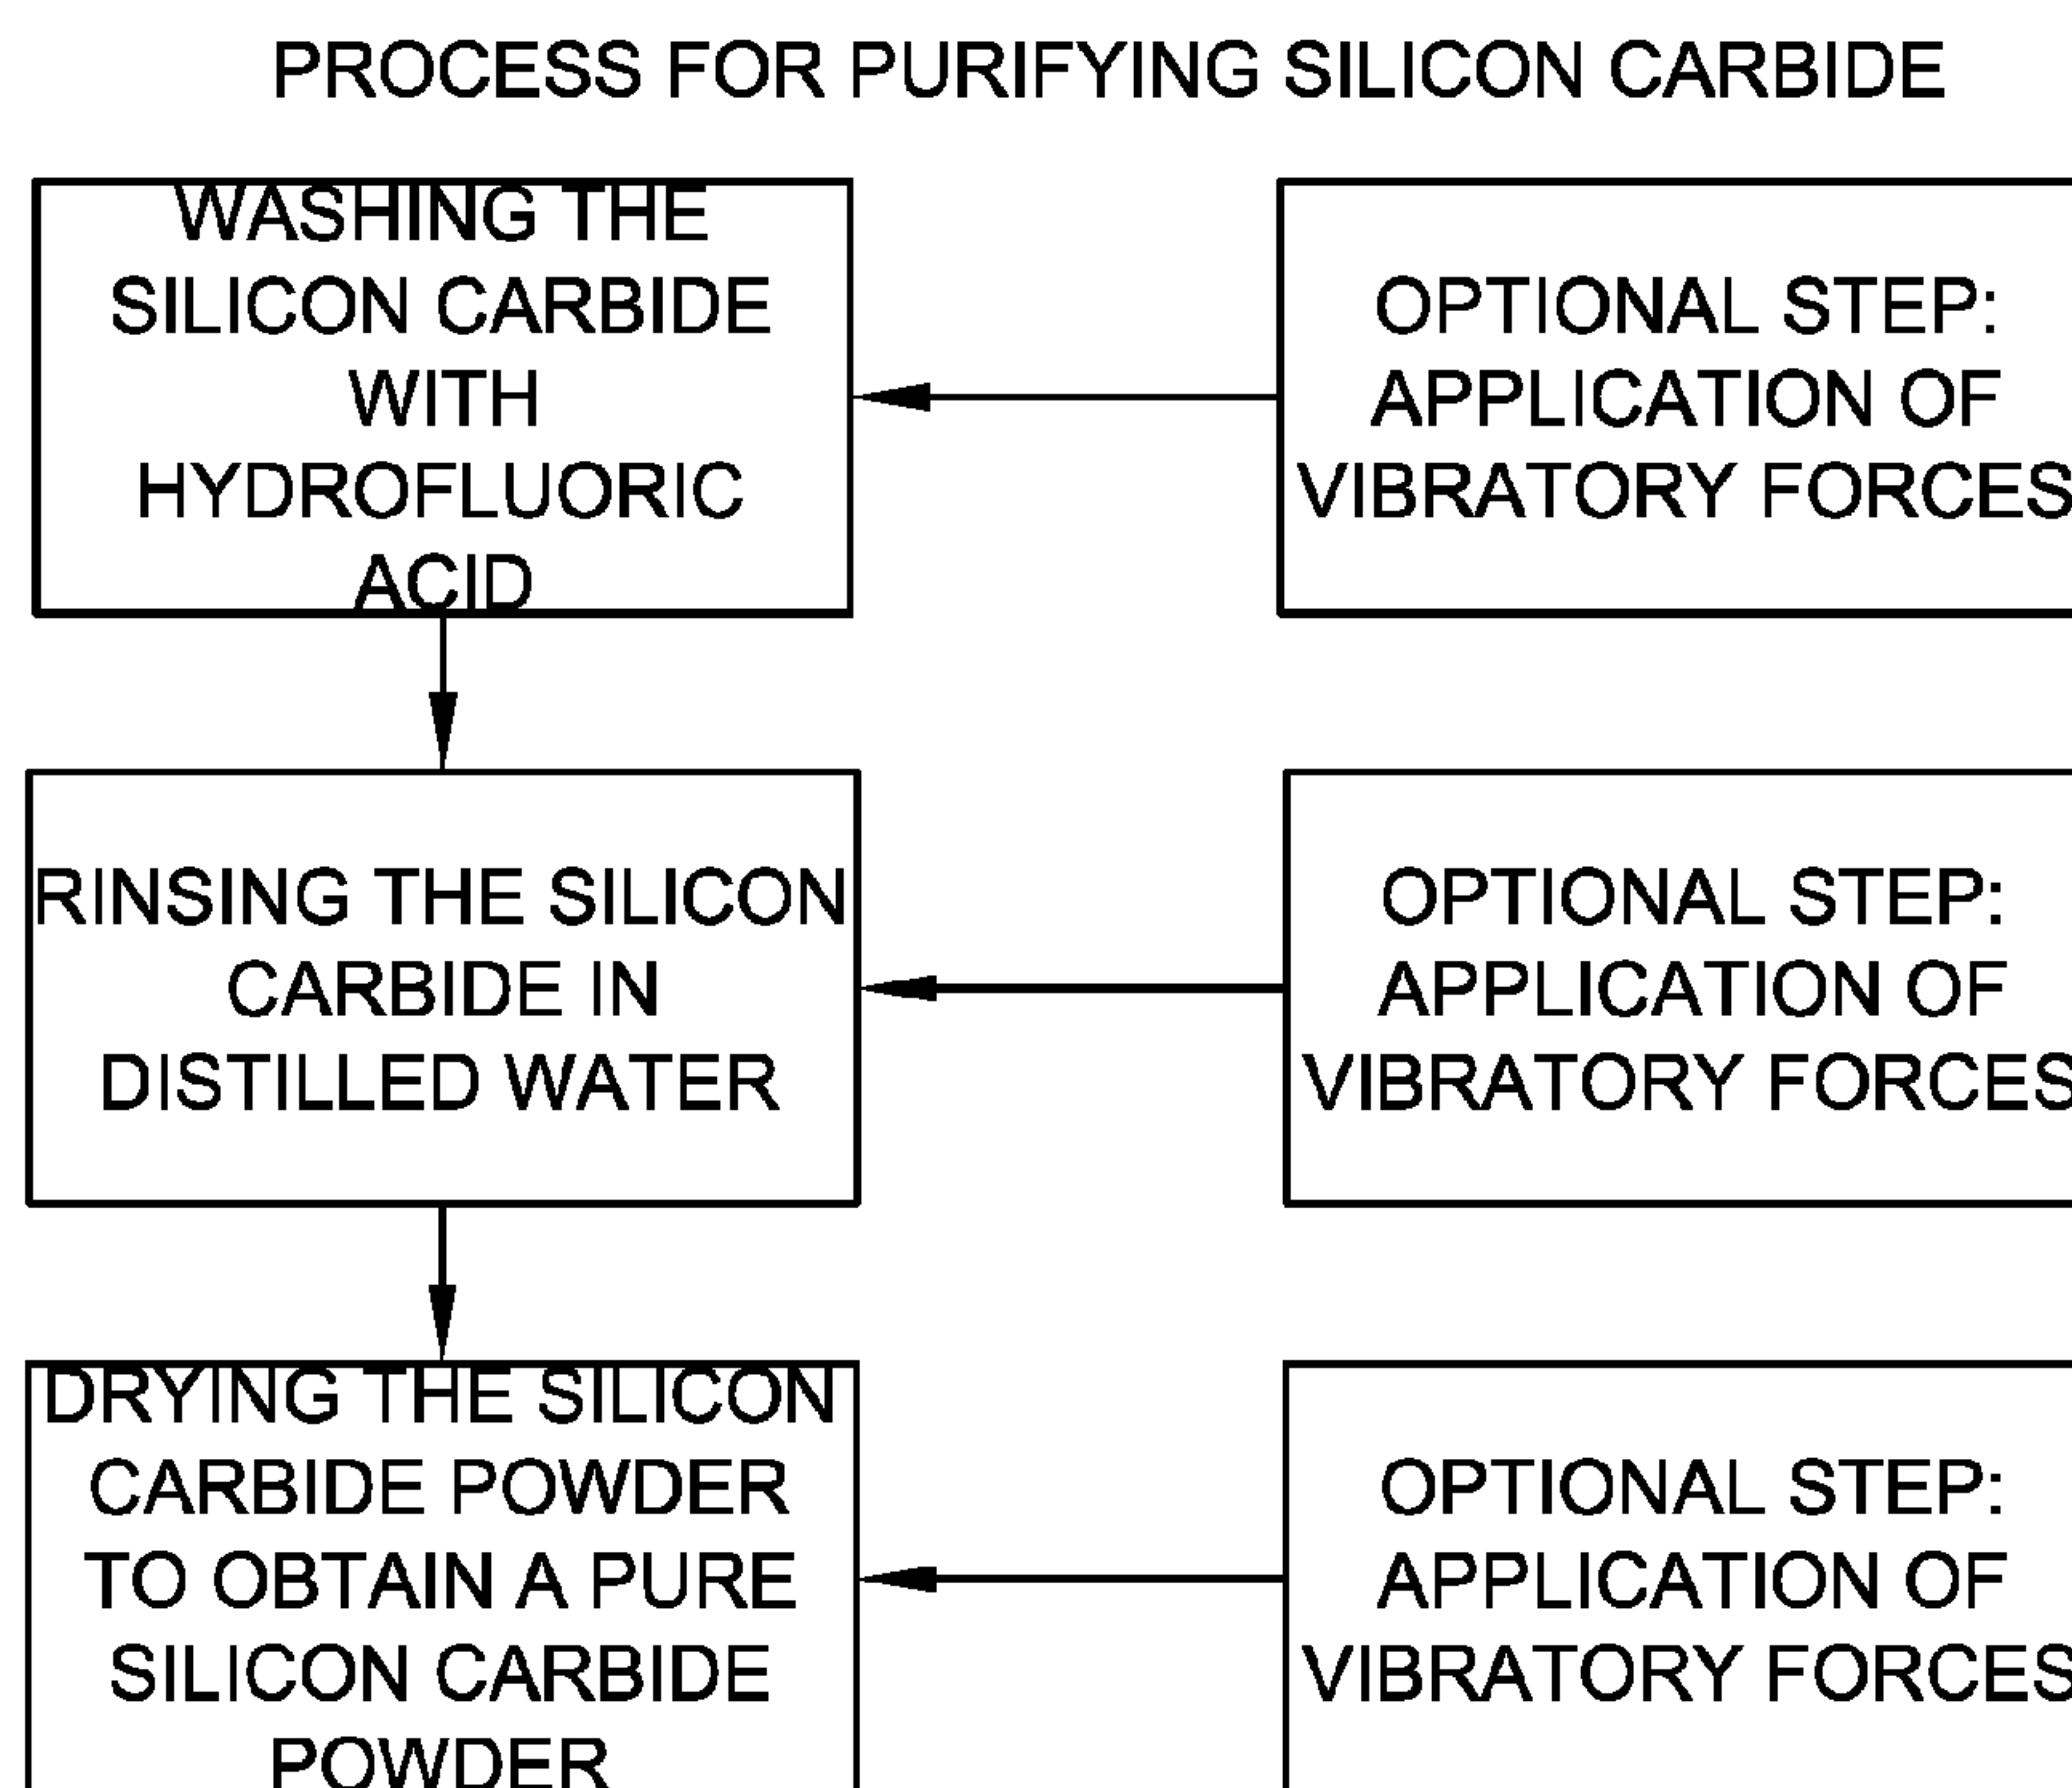 PROCESS FOR PURIFYING SILICON CARBIDE
WASHING THE
SILICON CARBIDE
WITH
HYDROFLUORIC
ACID
OPTIONAL STEP:
APPLICATION OF
VIBRATORY FORCES
RINSING THE SILICON
CARBIDE IN
DISTILLED WATER
OPTIONAL STEP:
APPLICATION OF
VIBRATORY FORCES
DRYING THE SILICON
CARBIDE POWDER
TO OBTAIN A PURE
SILICON CARBIDE
POWDER
OPTIONAL STEP:
APPLICATION OF
VIBRATORY FORCES